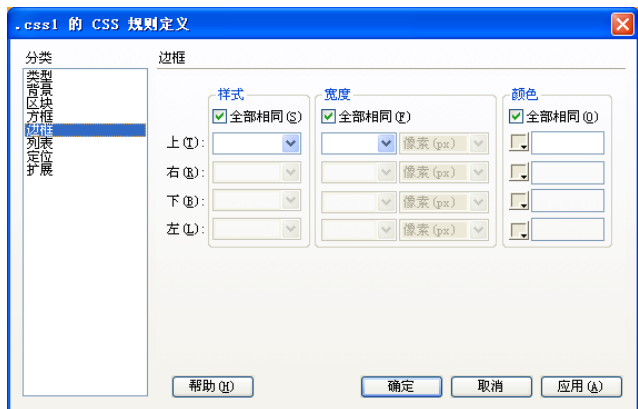 .css1 的 CSS 规则定义
分类
类型
背景
区块
方框
边框
列表
定位
扩展
边框
样式 宽度 颜色
全部相同(S) 全部相同(F) 全部相同(O)
上(T): 像素(px)
右(R): 像素(px)
下(B): 像素(px)
左(L): 像素(px)
帮助(H) 确定 取消 应用(A)